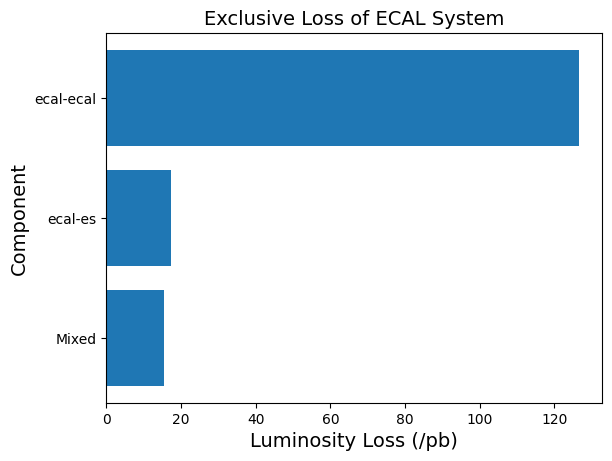 Exclusive Loss of ECAL System
Component
ecal-ecal
ecal-es
Mixed
0 20 40 60 80 100 120
Luminosity Loss (/pb)